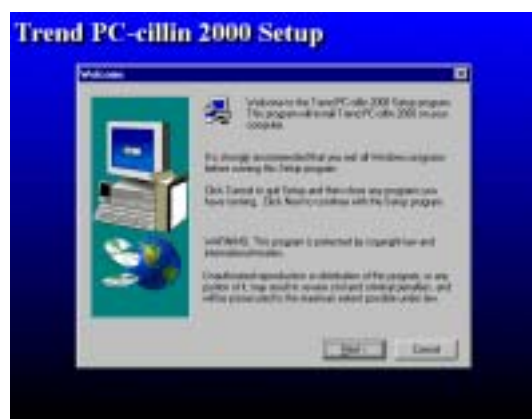 Trend PC-cillin 2000 Setup
Welcome
Welcome to the Trend PC-cillin 2000 Setup program.
This program will install Trend PC-cillin 2000 on your
computer.
It is strongly recommended that you exit all Windows programs
before running this Setup program.
Click Cancel to quit Setup and then close any programs you
have running. Click Next to continue with the Setup program.
WARNING: This program is protected by copyright law and
international treaties.
Unauthorized reproduction or distribution of this program, or any
portion of it, may result in severe civil and criminal penalties, and
will be prosecuted to the maximum extent possible under law.
Next >
Cancel